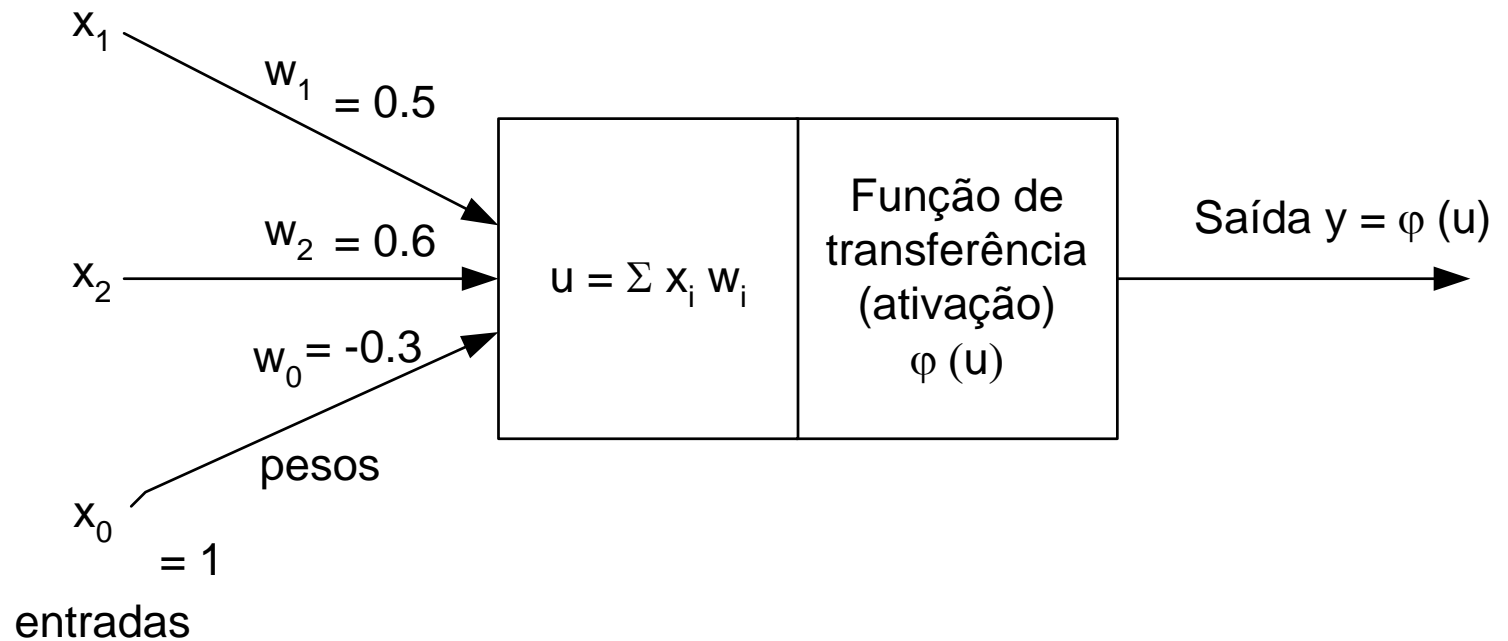 x₁
w₁ = 0.5
w₂ = 0.6
x₂
w₀ = -0.3
pesos
x₀ = 1
entradas
u = Σ xᵢ wᵢ
Função de
transferência
(ativação)
φ (u)
Saída y = φ (u)